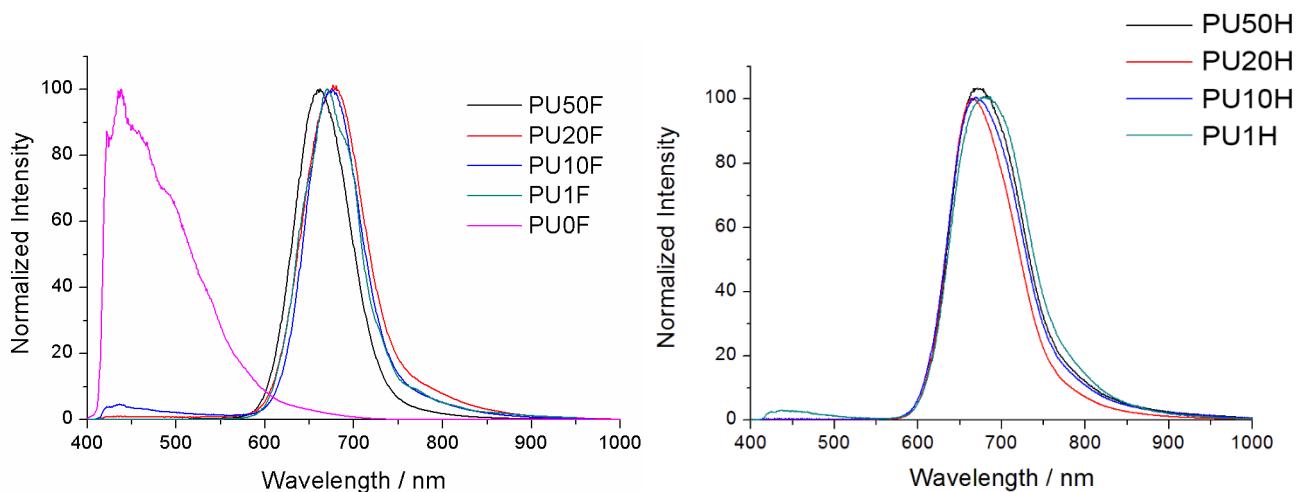 Normalized Intensity
100
80
60
40
20
0
400 500 600 700 800 900 1000
Wavelength / nm
PU50F
PU20F
PU10F
PU1F
PU0F
Normalized Intensity
100
80
60
40
20
0
400 500 600 700 800 900 1000
Wavelength / nm
PU50H
PU20H
PU10H
PU1H